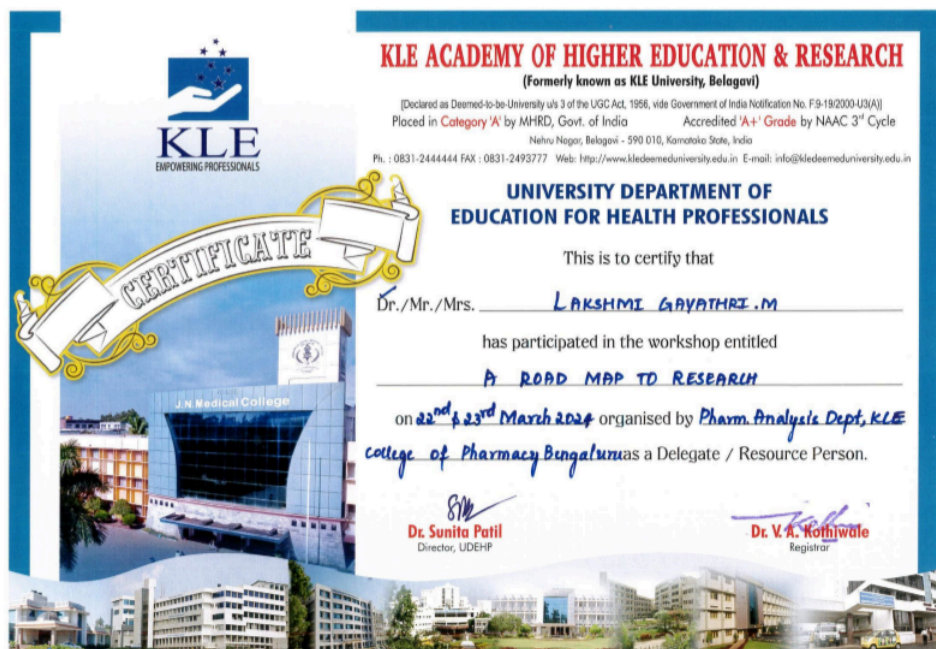 KLE
EMPOWERING PROFESSIONALS
KLE ACADEMY OF HIGHER EDUCATION & RESEARCH
(Formerly known as KLE University, Belagavi)
[Declared as Deemed-to-be-University u/s 3 of the UGC Act, 1956, vide Government of India Notification No. F.9-19/2000-U3(A)]
Placed in Category 'A' by MHRD, Govt. of India Accredited 'A+' Grade by NAAC 3rd Cycle
Nehru Nagar, Belagavi - 590 010, Karnataka State, India
Ph. : 0831-2444444 FAX : 0831-2493777 Web: http://www.kledeemeduniversity.edu.in E-mail: info@kledeemeduniversity.edu.in
CERTIFICATE
UNIVERSITY DEPARTMENT OF
EDUCATION FOR HEALTH PROFESSIONALS
This is to certify that
Dr./Mr./Mrs. LAKSHMI GAYATHRI.M
has participated in the workshop entitled
A ROAD MAP TO RESEARCH
on 22nd & 23rd March 2024 organised by Pharm. Analysis Dept, KLE
college of Pharmacy Bengaluru as a Delegate / Resource Person.
J.N. Medical College
Dr. Sunita Patil
Director, UDEHP
Dr. V. A. Kothiwale
Registrar